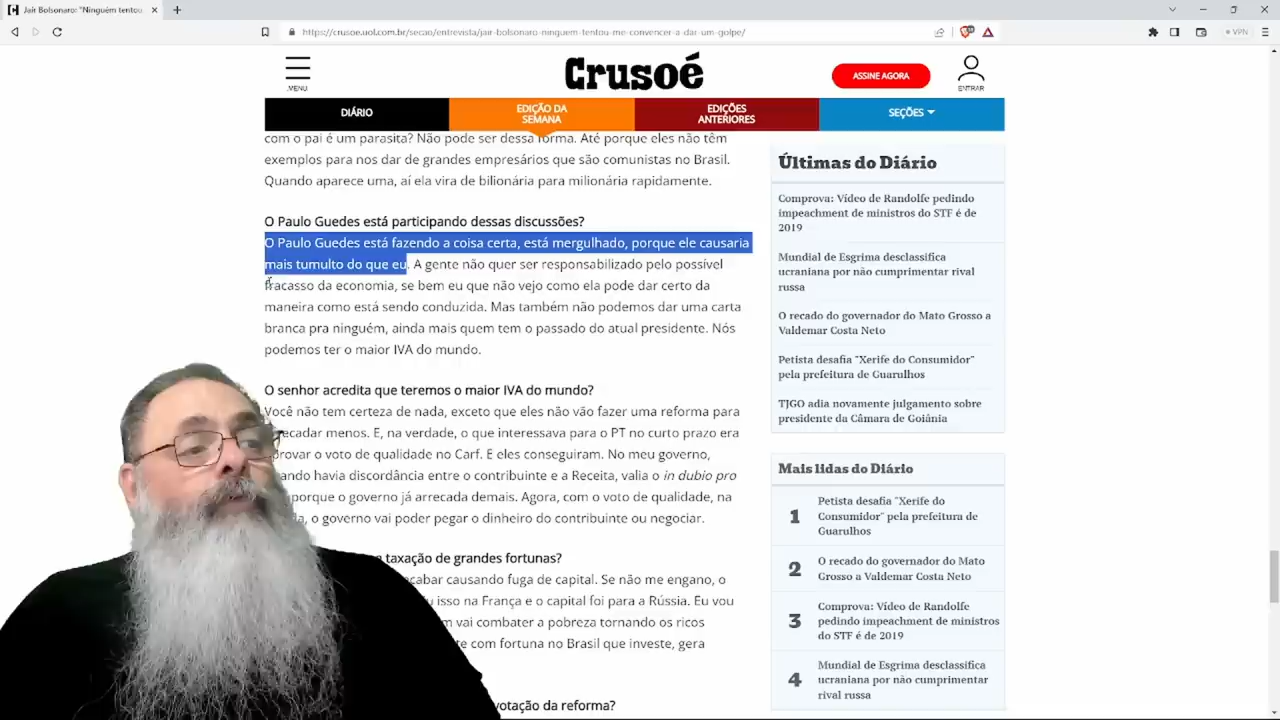 Jair Bolsonaro: "Ninguém tentou
https://crusoe.uol.com.br/secao/entrevista/jair-bolsonaro-ninguem-tentou-me-convencer-a-dar-um-golpe/
VPN
MENU
Crusoé
ASSINE AGORA
ENTRAR
DIÁRIO
EDIÇÃO DA
SEMANA
EDIÇÕES
ANTERIORES
SEÇÕES
com o pai é um parasita? Não pode ser dessa forma. Até porque eles não têm
exemplos para nos dar de grandes empresários que são comunistas no Brasil.
Quando aparece uma, aí ela vira de bilionária para milionária rapidamente.
O Paulo Guedes está participando dessas discussões?
O Paulo Guedes está fazendo a coisa certa, está mergulhado, porque ele causaria
mais tumulto do que eu. A gente não quer ser responsabilizado pelo possível
fracasso da economia, se bem eu que não vejo como ela pode dar certo da
maneira como está sendo conduzida. Mas também não podemos dar uma carta
branca pra ninguém, ainda mais quem tem o passado do atual presidente. Nós
podemos ter o maior IVA do mundo.
O senhor acredita que teremos o maior IVA do mundo?
Você não tem certeza de nada, exceto que eles não vão fazer uma reforma para
recadar menos. E, na verdade, o que interessava para o PT no curto prazo era
provar o voto de qualidade no Carf. E eles conseguiram. No meu governo,
ando havia discordância entre o contribuinte e a Receita, valia o in dubio pro
porque o governo já arrecada demais. Agora, com o voto de qualidade, na
o governo vai poder pegar o dinheiro do contribuinte ou negociar.
a taxação de grandes fortunas?
acabar causando fuga de capital. Se não me engano, o
isso na França e o capital foi para a Rússia. Eu vou
vai combater a pobreza tornando os ricos
com fortuna no Brasil que investe, gera
votação da reforma?
Últimas do Diário
Comprova: Vídeo de Randolfe pedindo
impeachment de ministros do STF é de
2019
Mundial de Esgrima desclassifica
ucraniana por não cumprimentar rival
russa
O recado do governador do Mato Grosso a
Valdemar Costa Neto
Petista desafia "Xerife do Consumidor"
pela prefeitura de Guarulhos
TJGO adia novamente julgamento sobre
presidente da Câmara de Goiânia
Mais lidas do Diário
1
Petista desafia "Xerife do
Consumidor" pela prefeitura de
Guarulhos
2
O recado do governador do Mato
Grosso a Valdemar Costa Neto
3
Comprova: Vídeo de Randolfe
pedindo impeachment de ministros
do STF é de 2019
4
Mundial de Esgrima desclassifica
ucraniana por não cumprimentar
rival russa